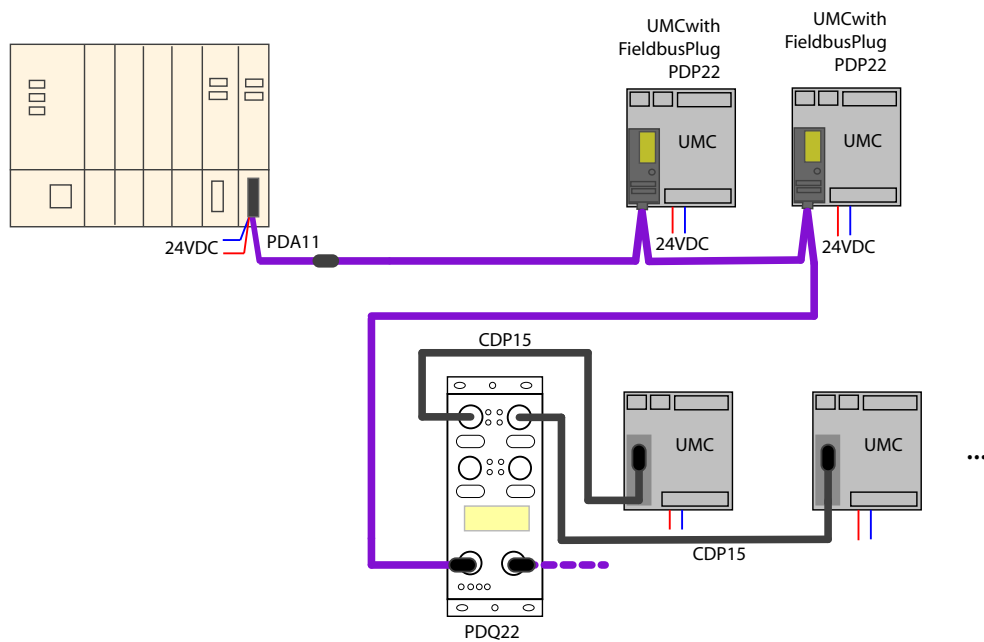 UMCwith
FieldbusPlug
PDP22
UMCwith
FieldbusPlug
PDP22
UMC
UMC
24VDC
PDA11
24VDC
24VDC
CDP15
UMC
UMC
...
CDP15
PDQ22